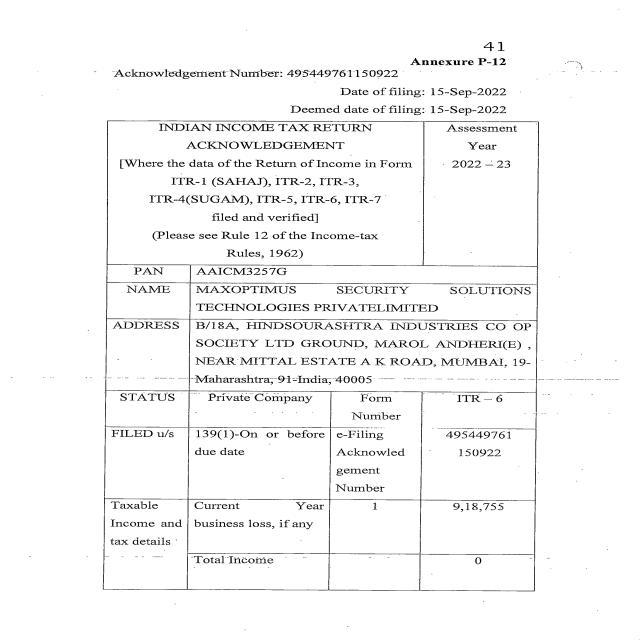 41
Annexure P-12
Acknowledgement Number: 495449761150922
Date of filing: 15-Sep-2022
Deemed date of filing: 15-Sep-2022
INDIAN INCOME TAX RETURN
ACKNOWLEDGEMENT
[Where the data of the Return of Income in Form
ITR-1 (SAHAJ), ITR-2, ITR-3,
ITR-4(SUGAM), ITR-5, ITR-6, ITR-7
filed and verified]
(Please see Rule 12 of the Income-tax
Rules, 1962)
Assessment
Year
2022 – 23
PAN AAICM3257G
NAME MAXOPTIMUS SECURITY SOLUTIONS
TECHNOLOGIES PRIVATELIMITED
ADDRESS B/18A, HINDSOURASHTRA INDUSTRIES CO OP
SOCIETY LTD GROUND, MAROL ANDHERI(E) ,
NEAR MITTAL ESTATE A K ROAD, MUMBAI, 19-
Maharashtra, 91-India, 40005
STATUS Private Company Form ITR – 6
Number
FILED u/s 139(1)-On or before e-Filing 495449761
due date Acknowled 150922
gement
Number
Taxable Current Year 1 9,18,755
Income and business loss, if any
tax details
Total Income 0